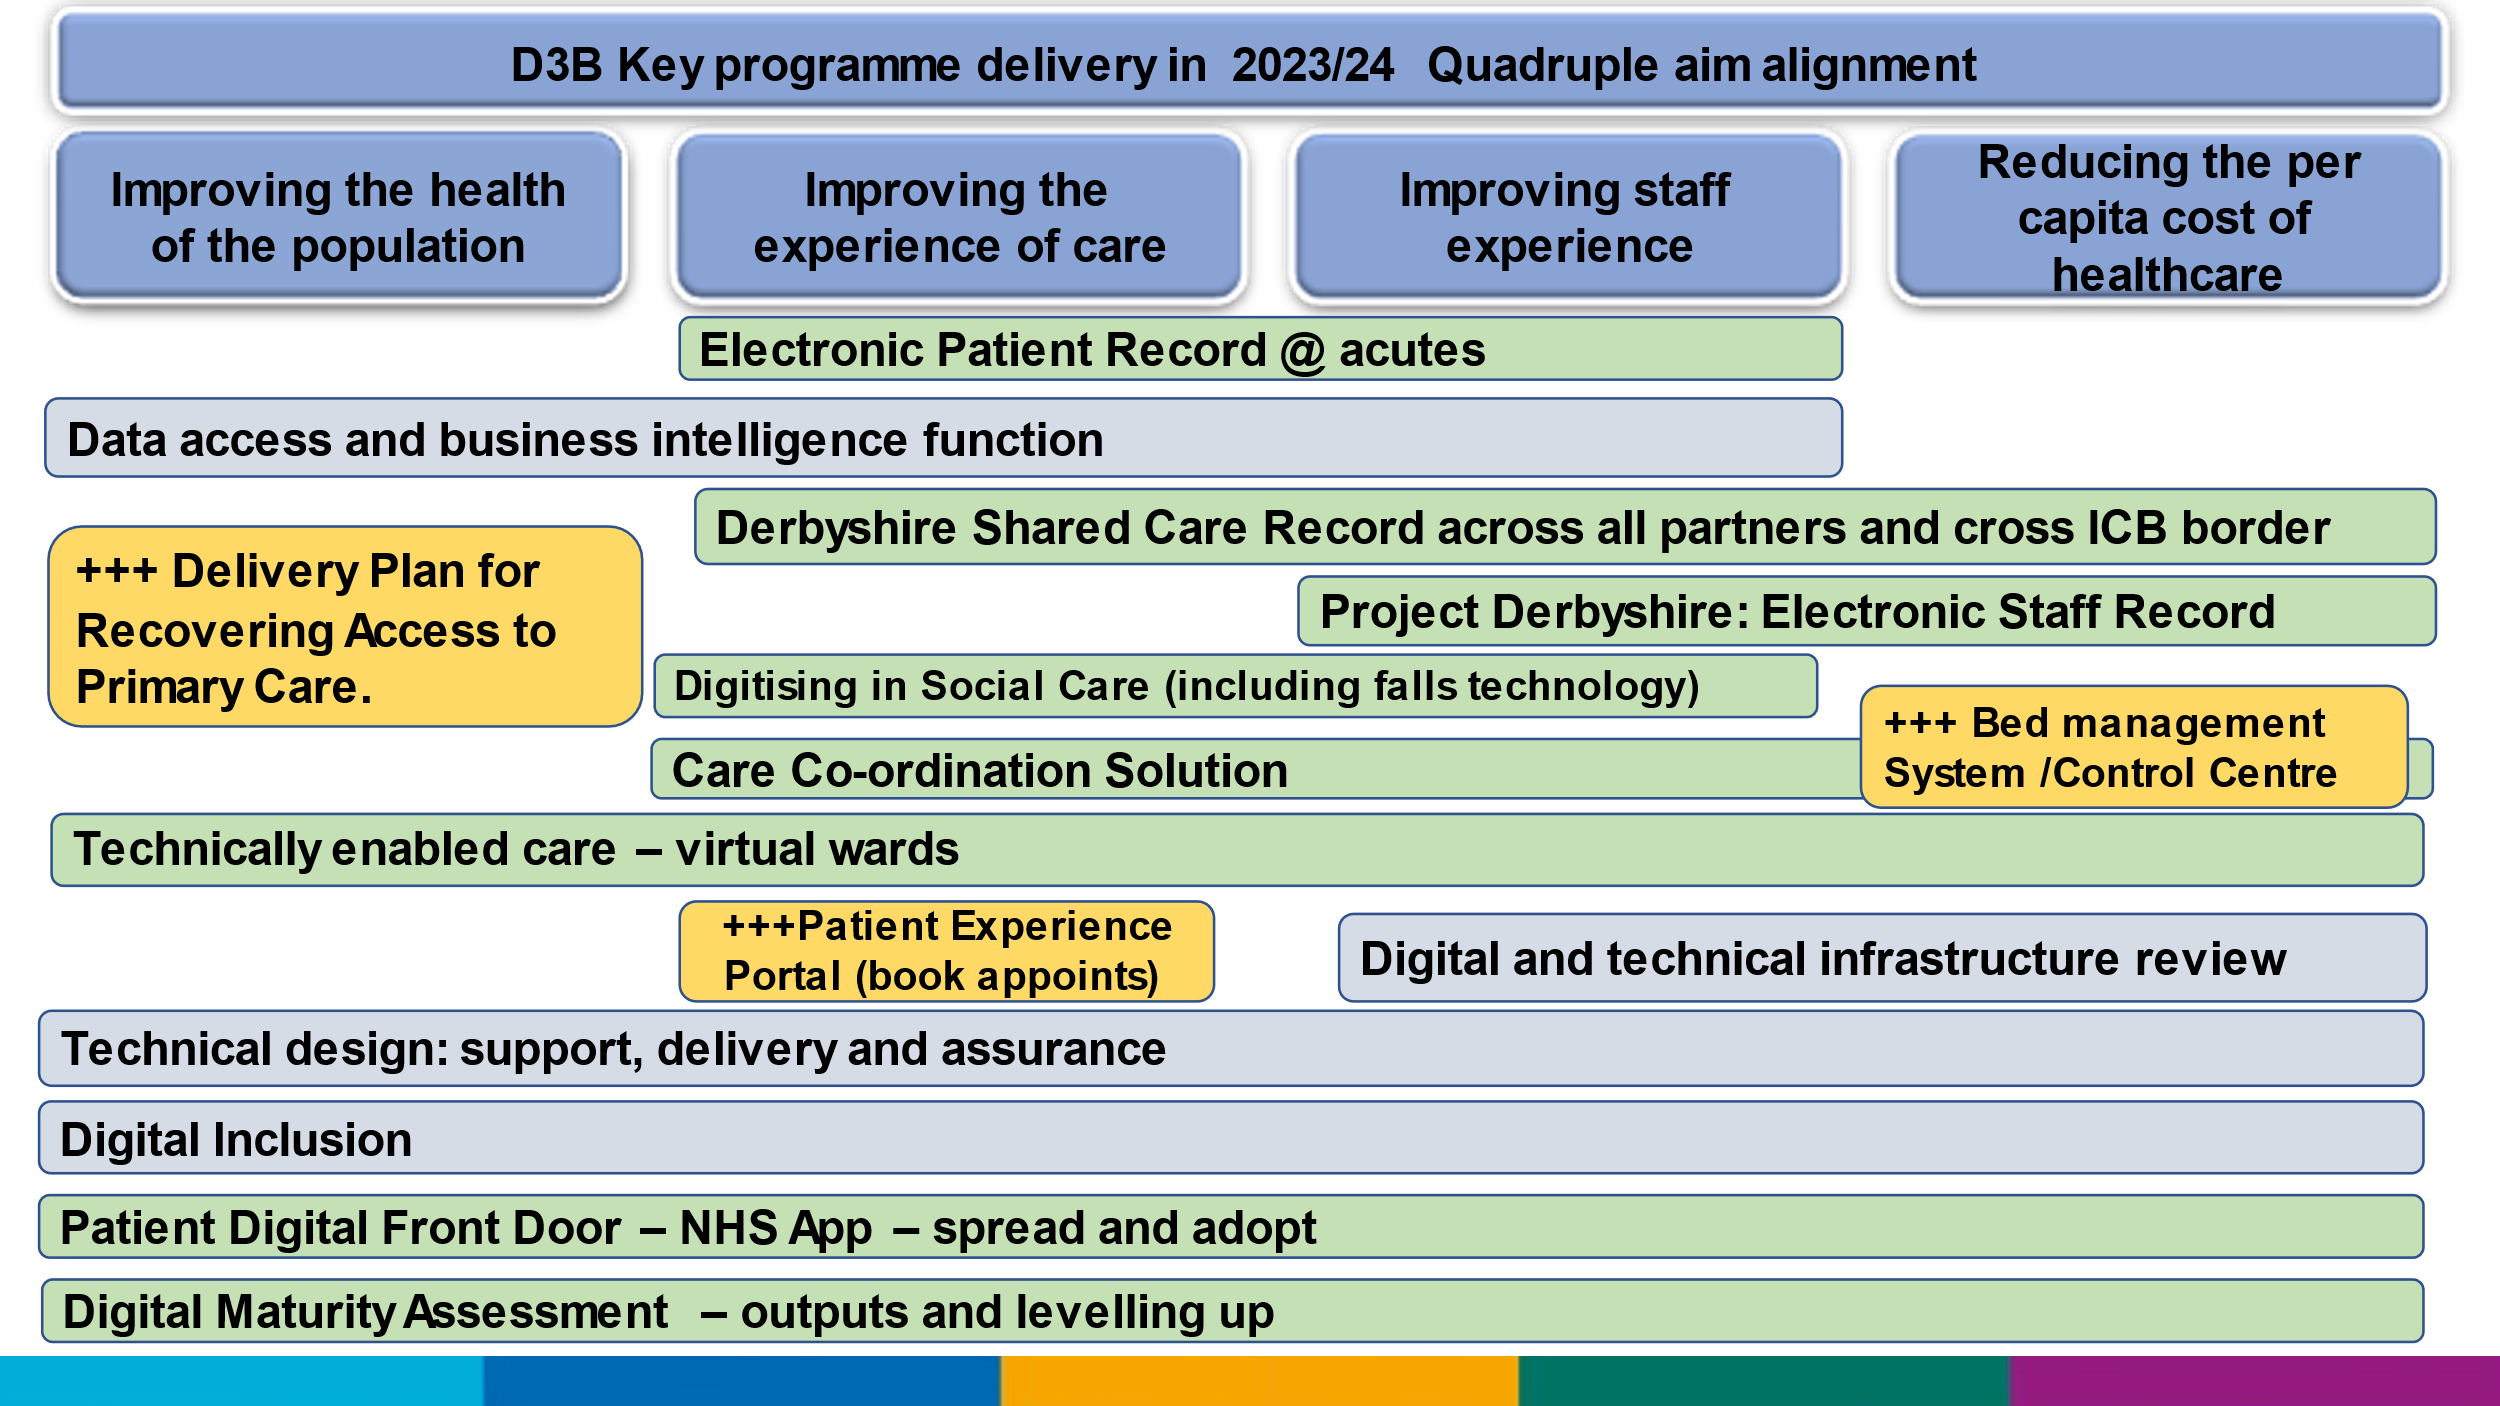 D3B Key programme delivery in 2023/24 Quadruple aim alignment
Improving the health
of the population
Improving the
experience of care
Improving staff
experience
Reducing the per
capita cost of
healthcare
Electronic Patient Record @ acutes
Data access and business intelligence function
Derbyshire Shared Care Record across all partners and cross ICB border
+++ Delivery Plan for
Recovering Access to
Primary Care.
Project Derbyshire: Electronic Staff Record
Digitising in Social Care (including falls technology)
+++ Bed management
System /Control Centre
Care Co-ordination Solution
Technically enabled care – virtual wards
+++Patient Experience
Portal (book appoints)
Digital and technical infrastructure review
Technical design: support, delivery and assurance
Digital Inclusion
Patient Digital Front Door – NHS App – spread and adopt
Digital Maturity Assessment – outputs and levelling up